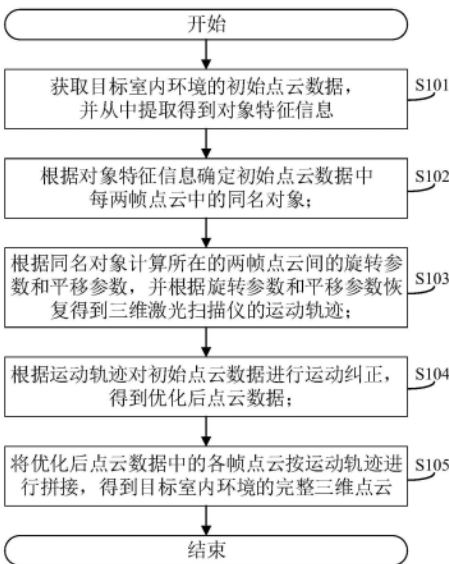 开始
获取目标室内环境的初始点云数据，
并从中提取得到对象特征信息
S101
根据对象特征信息确定初始点云数据中
每两帧点云中的同名对象；
S102
根据同名对象计算所在的两帧点云间的旋转参
数和平移参数，并根据旋转参数和平移参数恢
复得到三维激光扫描仪的运动轨迹；
S103
根据运动轨迹对初始点云数据进行运动纠正，
得到优化后点云数据；
S104
将优化后点云数据中的各帧点云按运动轨迹进
行拼接，得到目标室内环境的完整三维点云
S105
结束